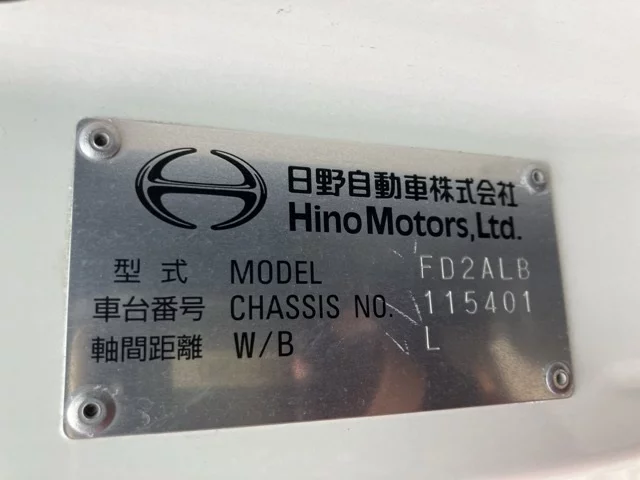 日野自動車株式会社
Hino Motors, Ltd.
型式 MODEL FD2ALB
車台番号 CHASSIS NO. 115401
軸間距離 W/B L